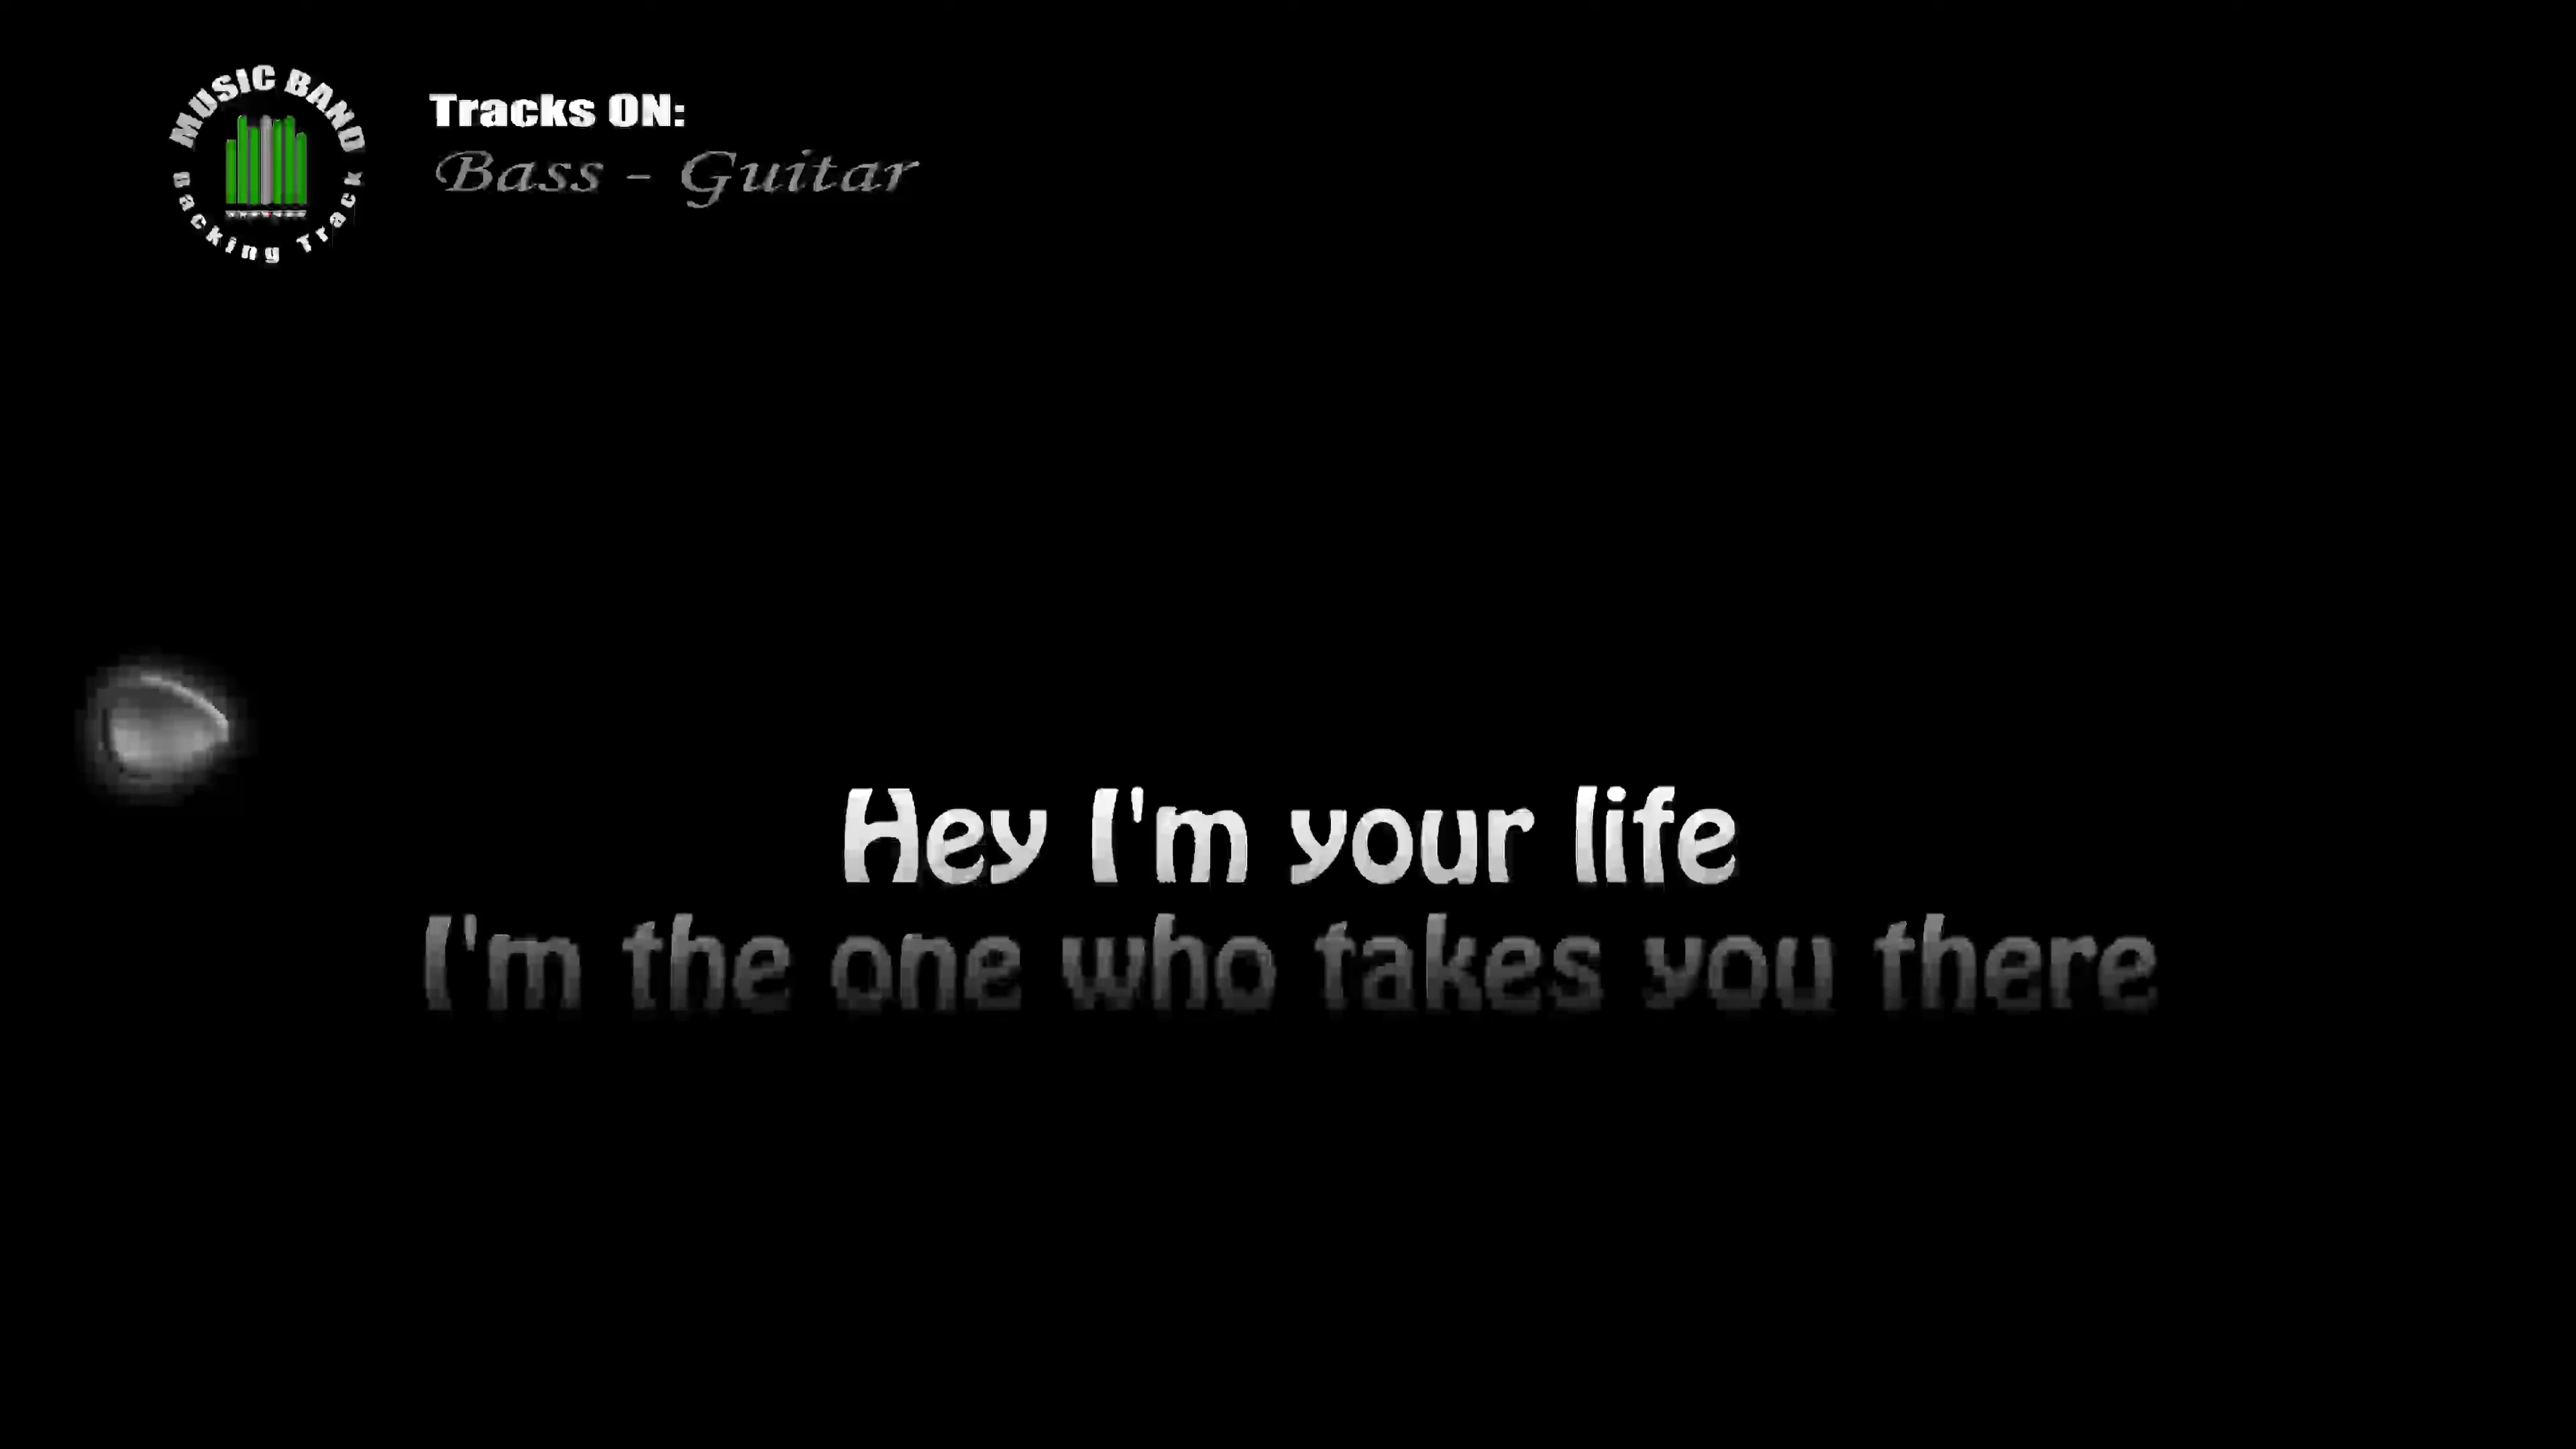 MUSIC BAND
Backing Track
Tracks ON:
Bass - Guitar
Hey I'm your life
I'm the one who takes you there